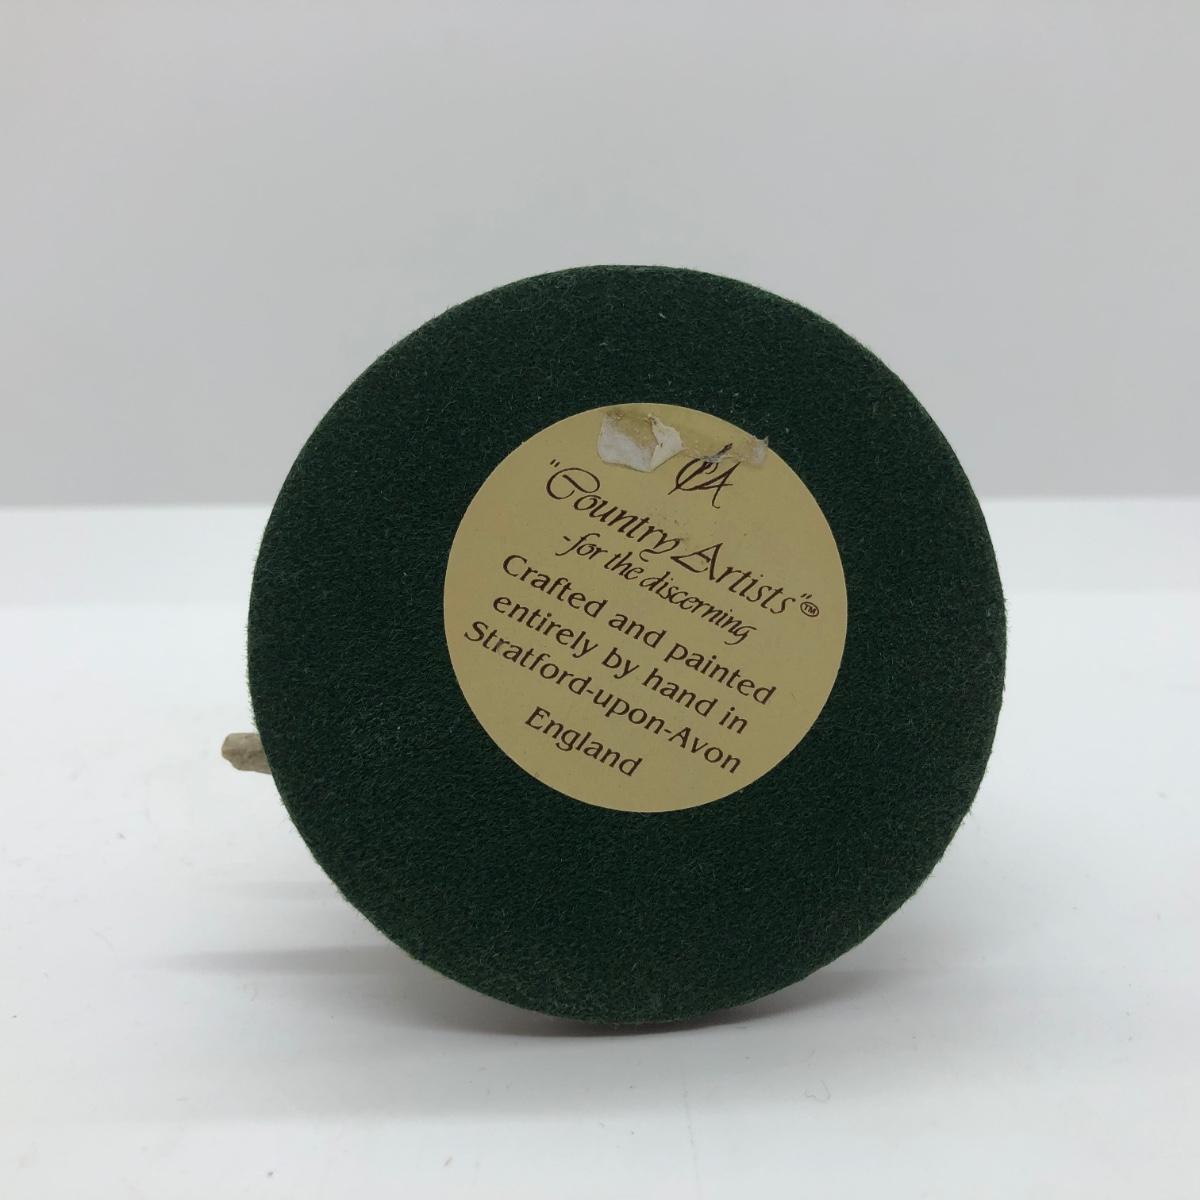 CA
"Country Artists"™
-for the discerning
Crafted and painted
entirely by hand in
Stratford-upon-Avon
England